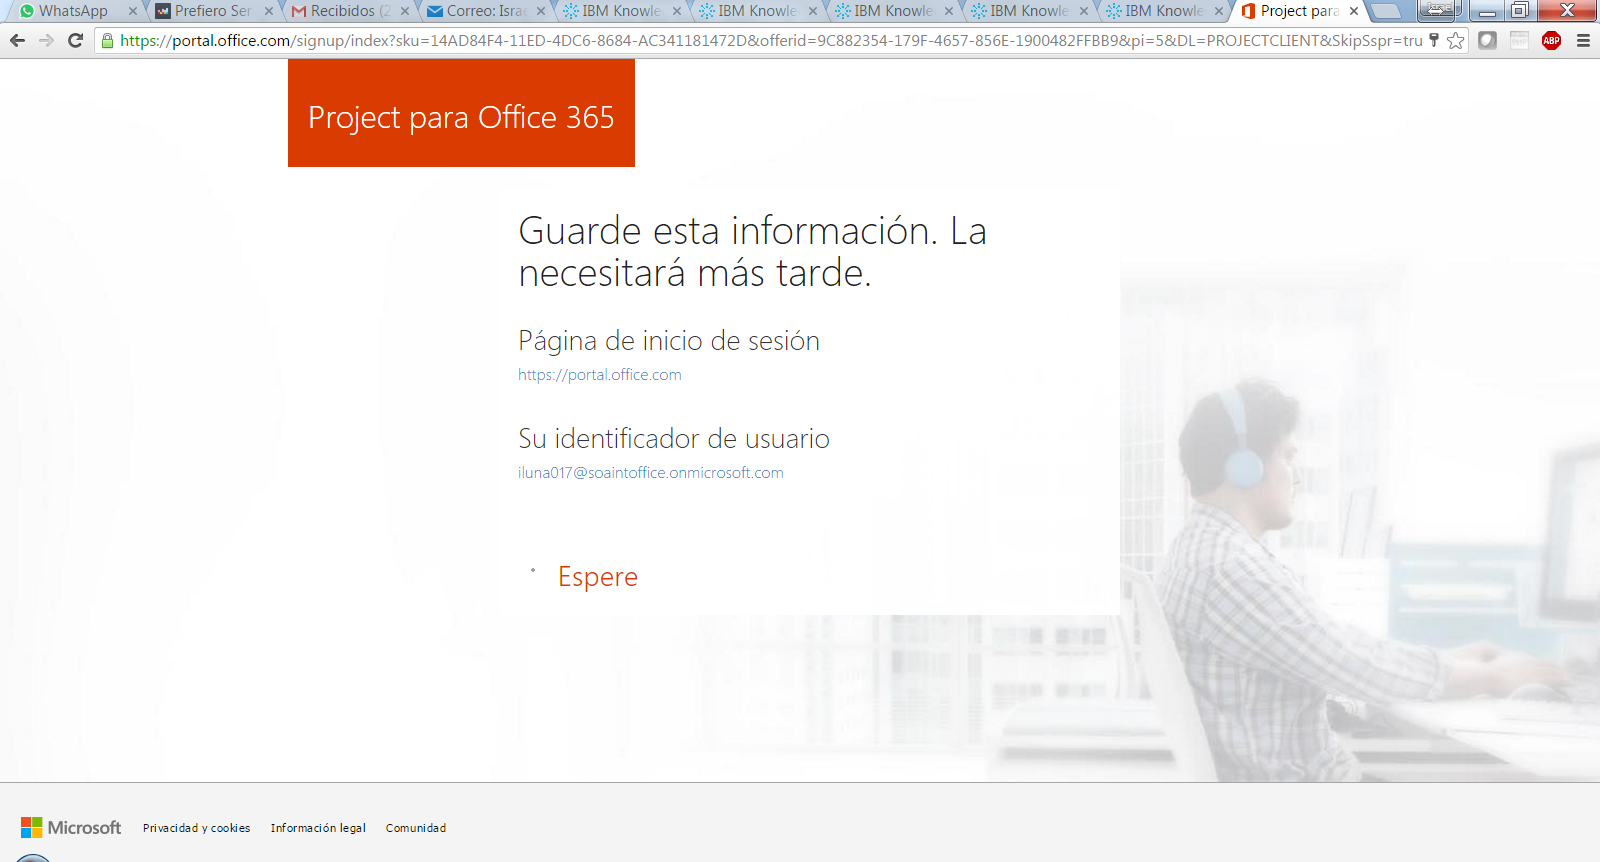 WhatsApp
Prefiero Ser
Recibidos (2
Correo: Isra
IBM Knowle
IBM Knowle
IBM Knowle
IBM Knowle
IBM Knowle
Project para
https://portal.office.com/signup/index?sku=14AD84F4-11ED-4DC6-8684-AC341181472D&offerid=9C882354-179F-4657-856E-1900482FFBB9&pi=5&DL=PROJECTCLIENT&SkipSspr=tru
ABP
Project para Office 365
Guarde esta información. La
necesitará más tarde.
Página de inicio de sesión
https://portal.office.com
Su identificador de usuario
iluna017@soaintoffice.onmicrosoft.com
Espere
Microsoft
Privacidad y cookies
Información legal
Comunidad